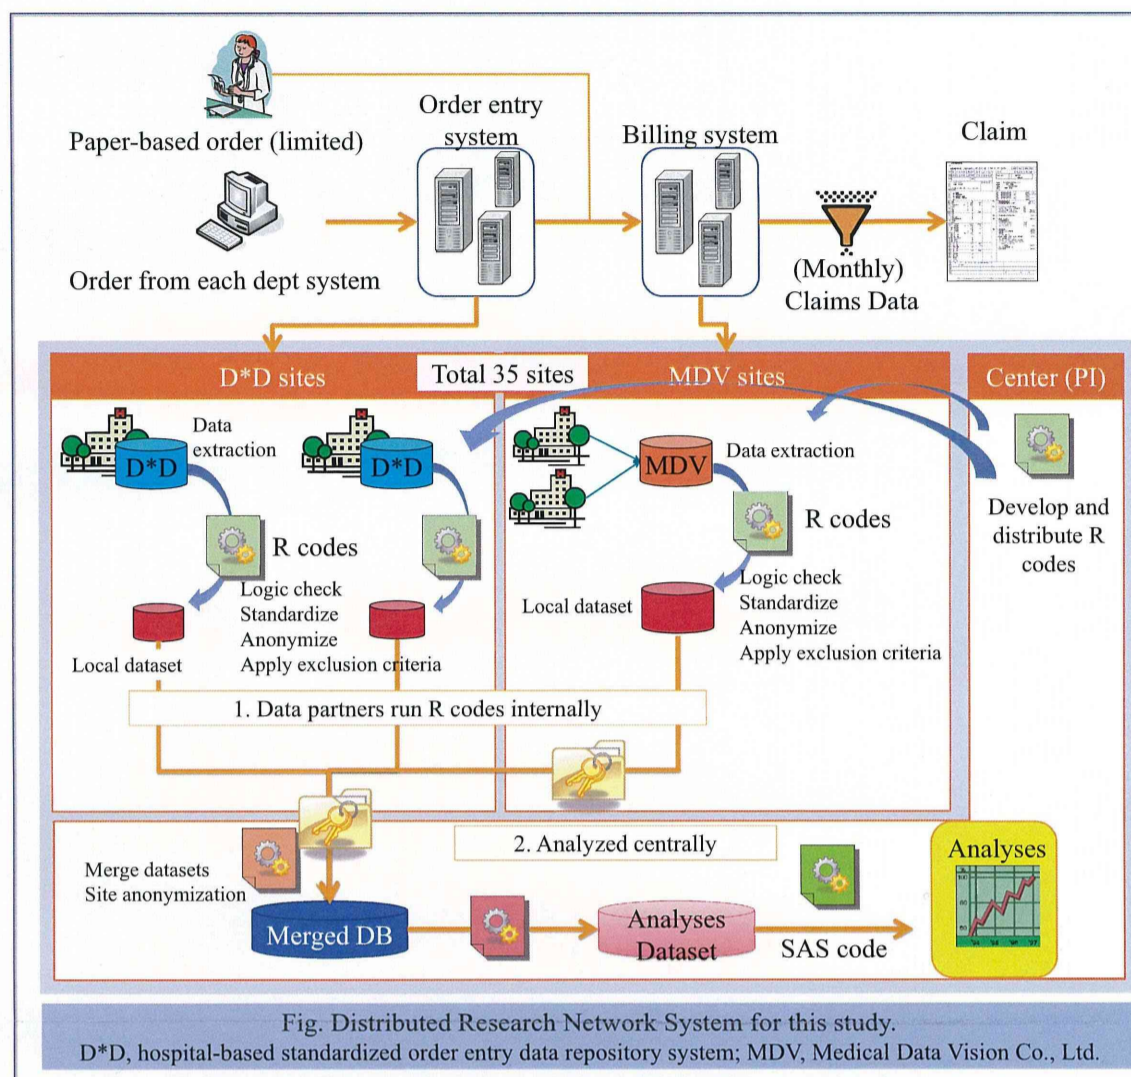 Paper-based order (limited)
Order from each dept system
Order entry
system
Billing system
(Monthly)
Claims Data
Claim
D*D sites
Total 35 sites
MDV sites
Center (PI)
D*D
Data
extraction
R codes
Logic check
Standardize
Anonymize
Apply exclusion criteria
Local dataset
D*D
MDV
Data extraction
R codes
Local dataset
Logic check
Standardize
Anonymize
Apply exclusion criteria
Develop and
distribute R
codes
1. Data partners run R codes internally
2. Analyzed centrally
Merge datasets
Site anonymization
Merged DB
Analyses
Dataset
SAS code
Analyses
Fig. Distributed Research Network System for this study.
D*D, hospital-based standardized order entry data repository system; MDV, Medical Data Vision Co., Ltd.